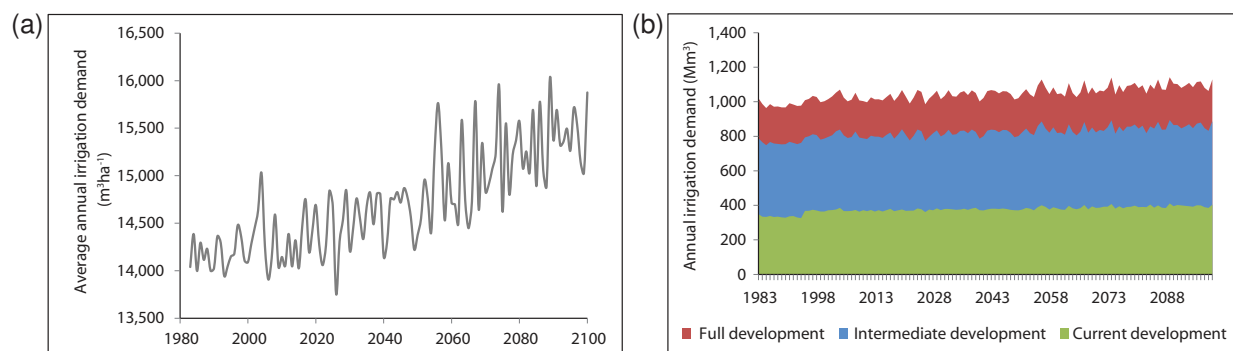 (a)
Average annual irrigation demand
(m³ha⁻¹)
16,500
16,000
15,500
15,000
14,500
14,000
13,500
1980 2000 2020 2040 2060 2080 2100
(b)
Annual irrigation demand (Mm³)
1,400
1,200
1,000
800
600
400
200
0
1983 1998 2013 2028 2043 2058 2073 2088
Full development Intermediate development Current development